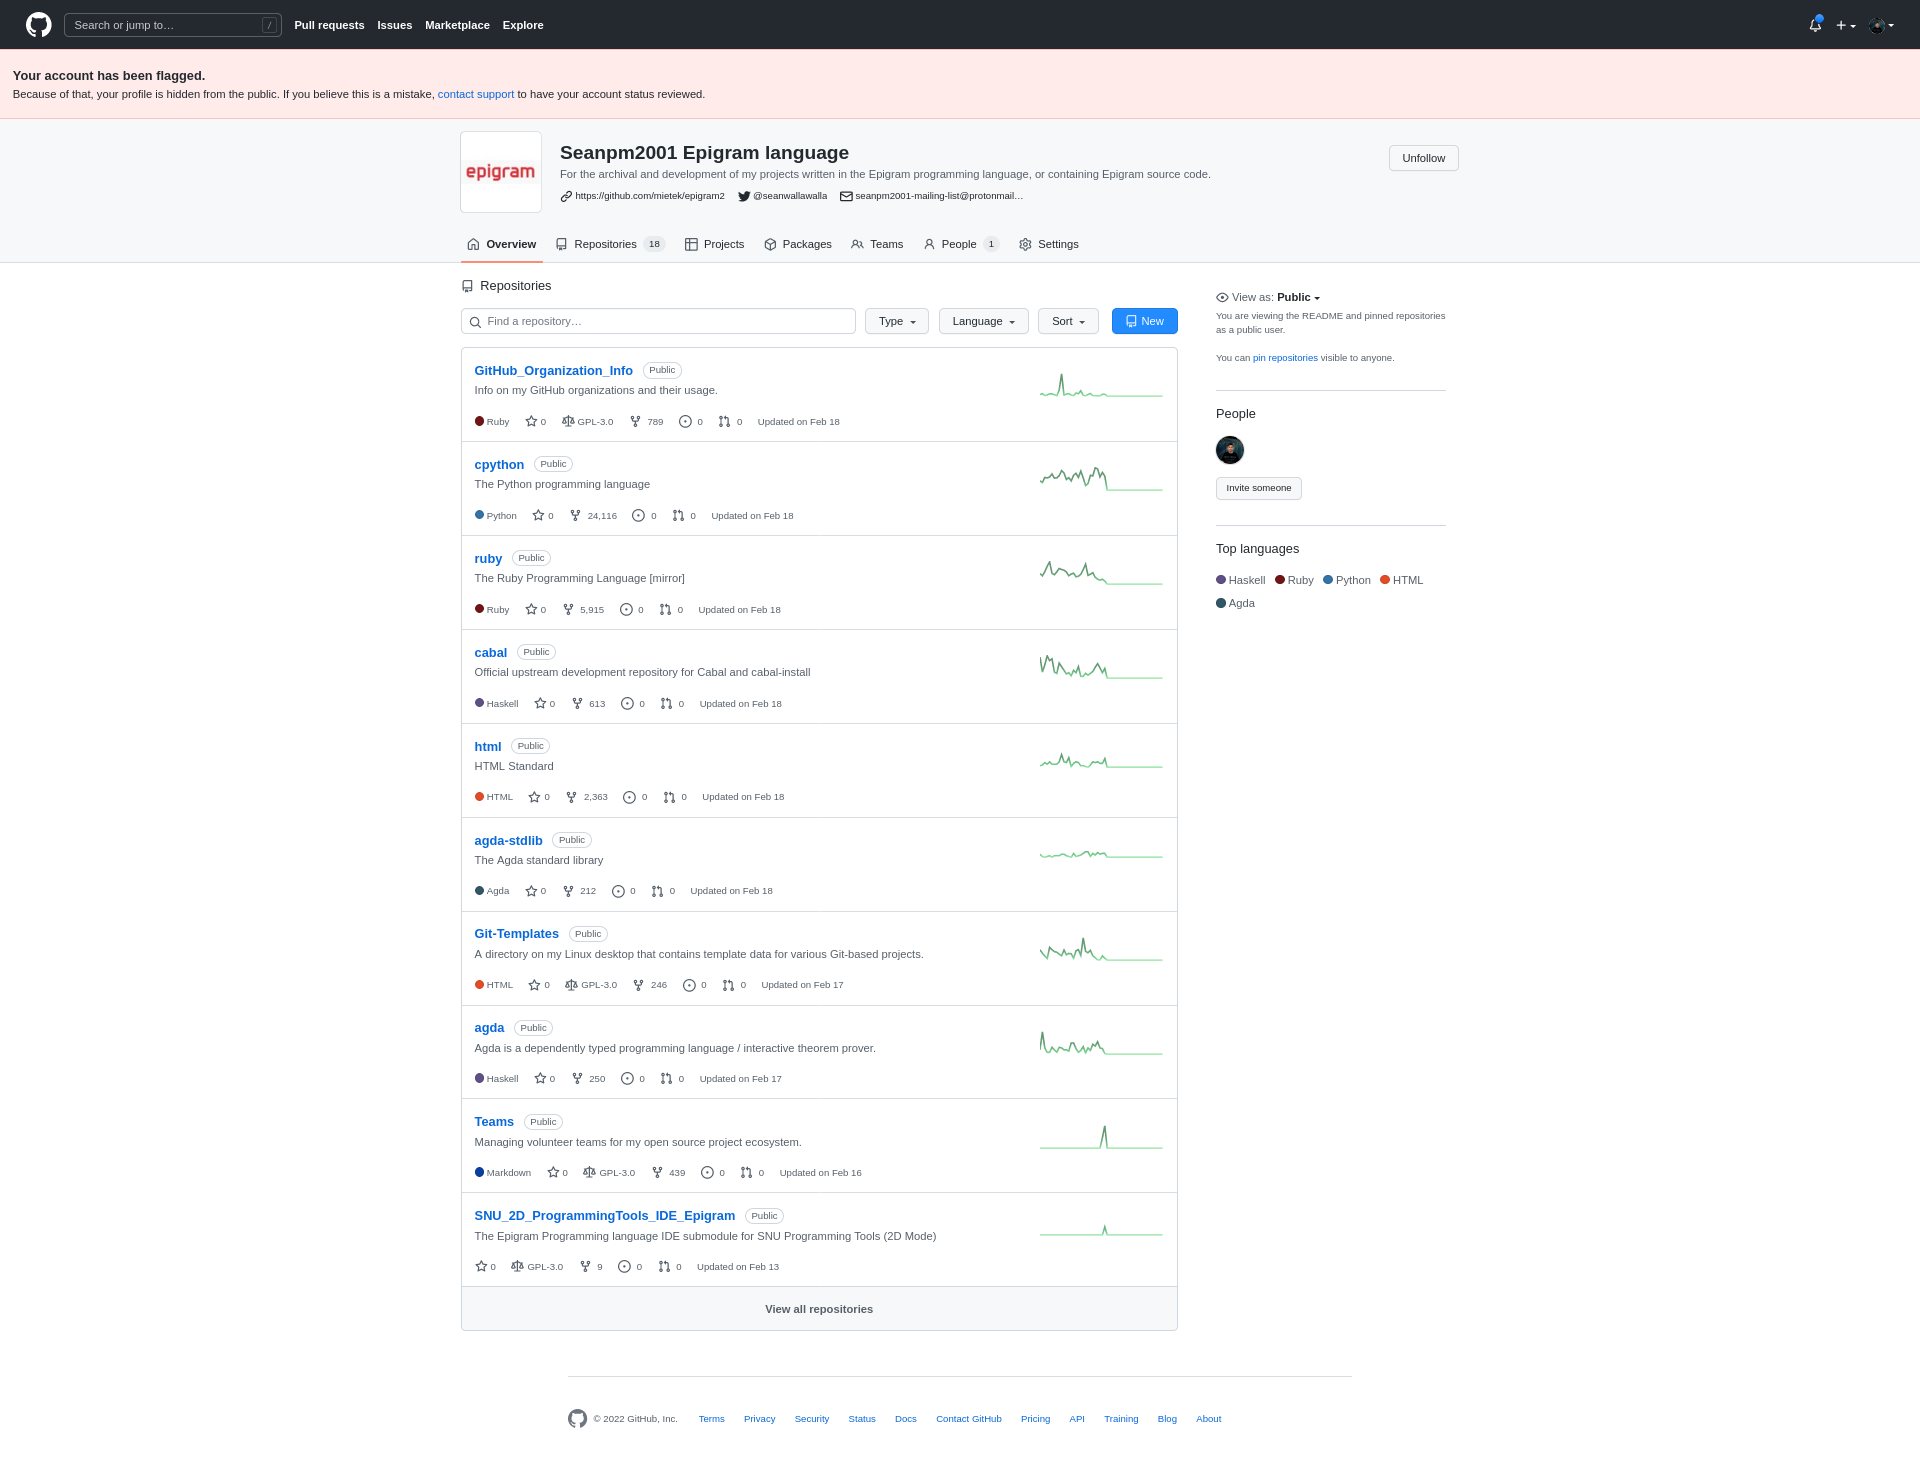 Search or jump to… /
Pull requests Issues Marketplace Explore
Your account has been flagged.
Because of that, your profile is hidden from the public. If you believe this is a mistake, contact support to have your account status reviewed.
epigram
Seanpm2001 Epigram language
For the archival and development of my projects written in the Epigram programming language, or containing Epigram source code.
https://github.com/mietek/epigram2 @seanwallawalla seanpm2001-mailing-list@protonmail…
Unfollow
Overview Repositories 18 Projects Packages Teams People 1 Settings
Repositories
Find a repository… Type Language Sort New
GitHub_Organization_Info Public
Info on my GitHub organizations and their usage.
Ruby 0 GPL-3.0 789 0 0 Updated on Feb 18
cpython Public
The Python programming language
Python 0 24,116 0 0 Updated on Feb 18
ruby Public
The Ruby Programming Language [mirror]
Ruby 0 5,915 0 0 Updated on Feb 18
cabal Public
Official upstream development repository for Cabal and cabal-install
Haskell 0 613 0 0 Updated on Feb 18
html Public
HTML Standard
HTML 0 2,363 0 0 Updated on Feb 18
agda-stdlib Public
The Agda standard library
Agda 0 212 0 0 Updated on Feb 18
Git-Templates Public
A directory on my Linux desktop that contains template data for various Git-based projects.
HTML 0 GPL-3.0 246 0 0 Updated on Feb 17
agda Public
Agda is a dependently typed programming language / interactive theorem prover.
Haskell 0 250 0 0 Updated on Feb 17
Teams Public
Managing volunteer teams for my open source project ecosystem.
Markdown 0 GPL-3.0 439 0 0 Updated on Feb 16
SNU_2D_ProgrammingTools_IDE_Epigram Public
The Epigram Programming language IDE submodule for SNU Programming Tools (2D Mode)
0 GPL-3.0 9 0 0 Updated on Feb 13
View all repositories
View as: Public
You are viewing the README and pinned repositories
as a public user.
You can pin repositories visible to anyone.
People
Invite someone
Top languages
Haskell Ruby Python HTML
Agda
© 2022 GitHub, Inc. Terms Privacy Security Status Docs Contact GitHub Pricing API Training Blog About